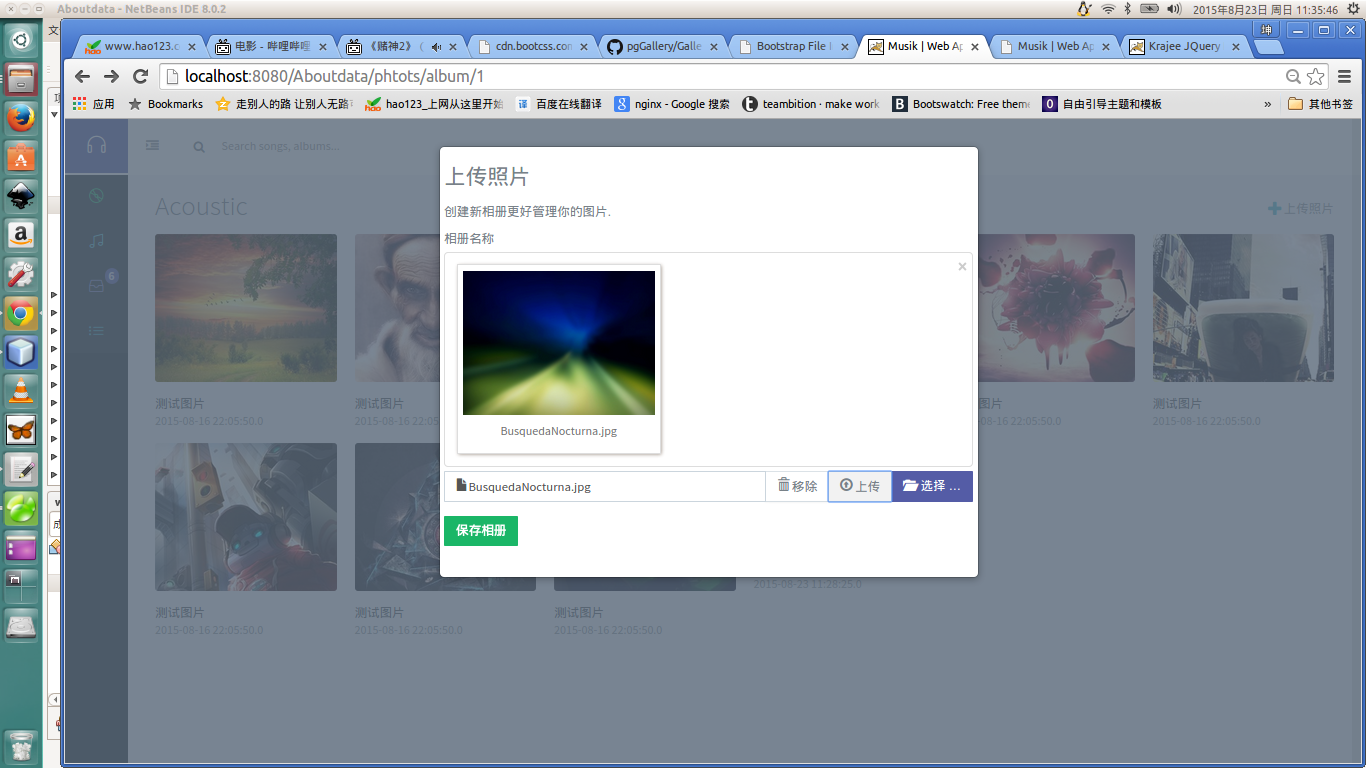 Aboutdata - NetBeans IDE 8.0.2
2015年8月23日 周日 11:35:46
文
坤
www.hao123.c
电影 - 哔哩哔哩
《赌神2》（
cdn.bootcss.con
pgGallery/Galle
Bootstrap File I
Musik | Web Ap
Musik | Web Ap
Krajee JQuery
localhost:8080/Aboutdata/phtots/album/1
应用
Bookmarks
走别人的路 让别人无路
hao123_上网从这里开始
百度在线翻译
nginx - Google 搜索
teambition · make work
Bootswatch: Free theme
自由引导主题和模板
»
其他书签
Search songs, albums...
Acoustic
上传照片
6
上传照片
创建新相册更好管理你的图片.
相册名称
×
BusquedaNocturna.jpg
BusquedaNocturna.jpg
移除
上传
选择 ...
保存相册
测试图片
2015-08-16 22:05:50.0
测试图片
2015-08-16 22:05:50.0
图片
-08-16 22:05:50.0
测试图片
2015-08-16 22:05:50.0
测试图片
2015-08-16 22:05:50.0
测试图片
2015-08-16 22:05:50.0
测试图片
2015-08-16 22:05:50.0
2015-08-23 11:28:25.0